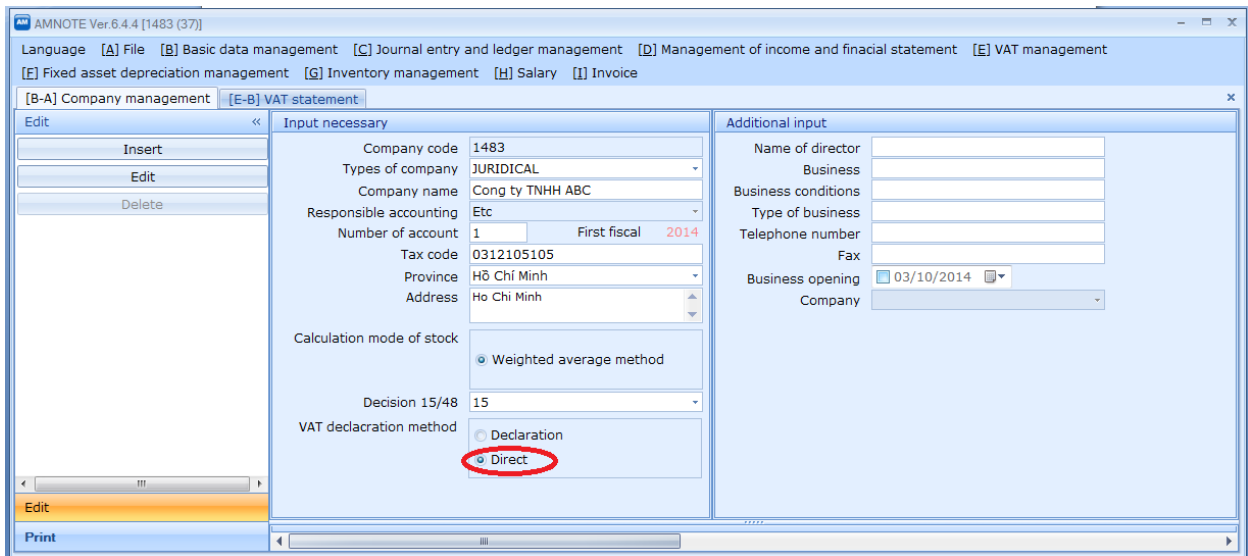 AMNOTE Ver.6.4.4 [1483 (37)]
Language [A] File [B] Basic data management [C] Journal entry and ledger management [D] Management of income and finacial statement [E] VAT management
[F] Fixed asset depreciation management [G] Inventory management [H] Salary [I] Invoice
[B-A] Company management [E-B] VAT statement
Edit
Insert
Edit
Delete
Edit
Print
Input necessary
Company code 1483
Types of company JURIDICAL
Company name Cong ty TNHH ABC
Responsible accounting Etc
Number of account 1 First fiscal 2014
Tax code 0312105105
Province Hồ Chí Minh
Address Ho Chi Minh
Calculation mode of stock
Weighted average method
Decision 15/48 15
VAT declacration method
Declaration
Direct
Additional input
Name of director
Business
Business conditions
Type of business
Telephone number
Fax
Business opening 03/10/2014
Company